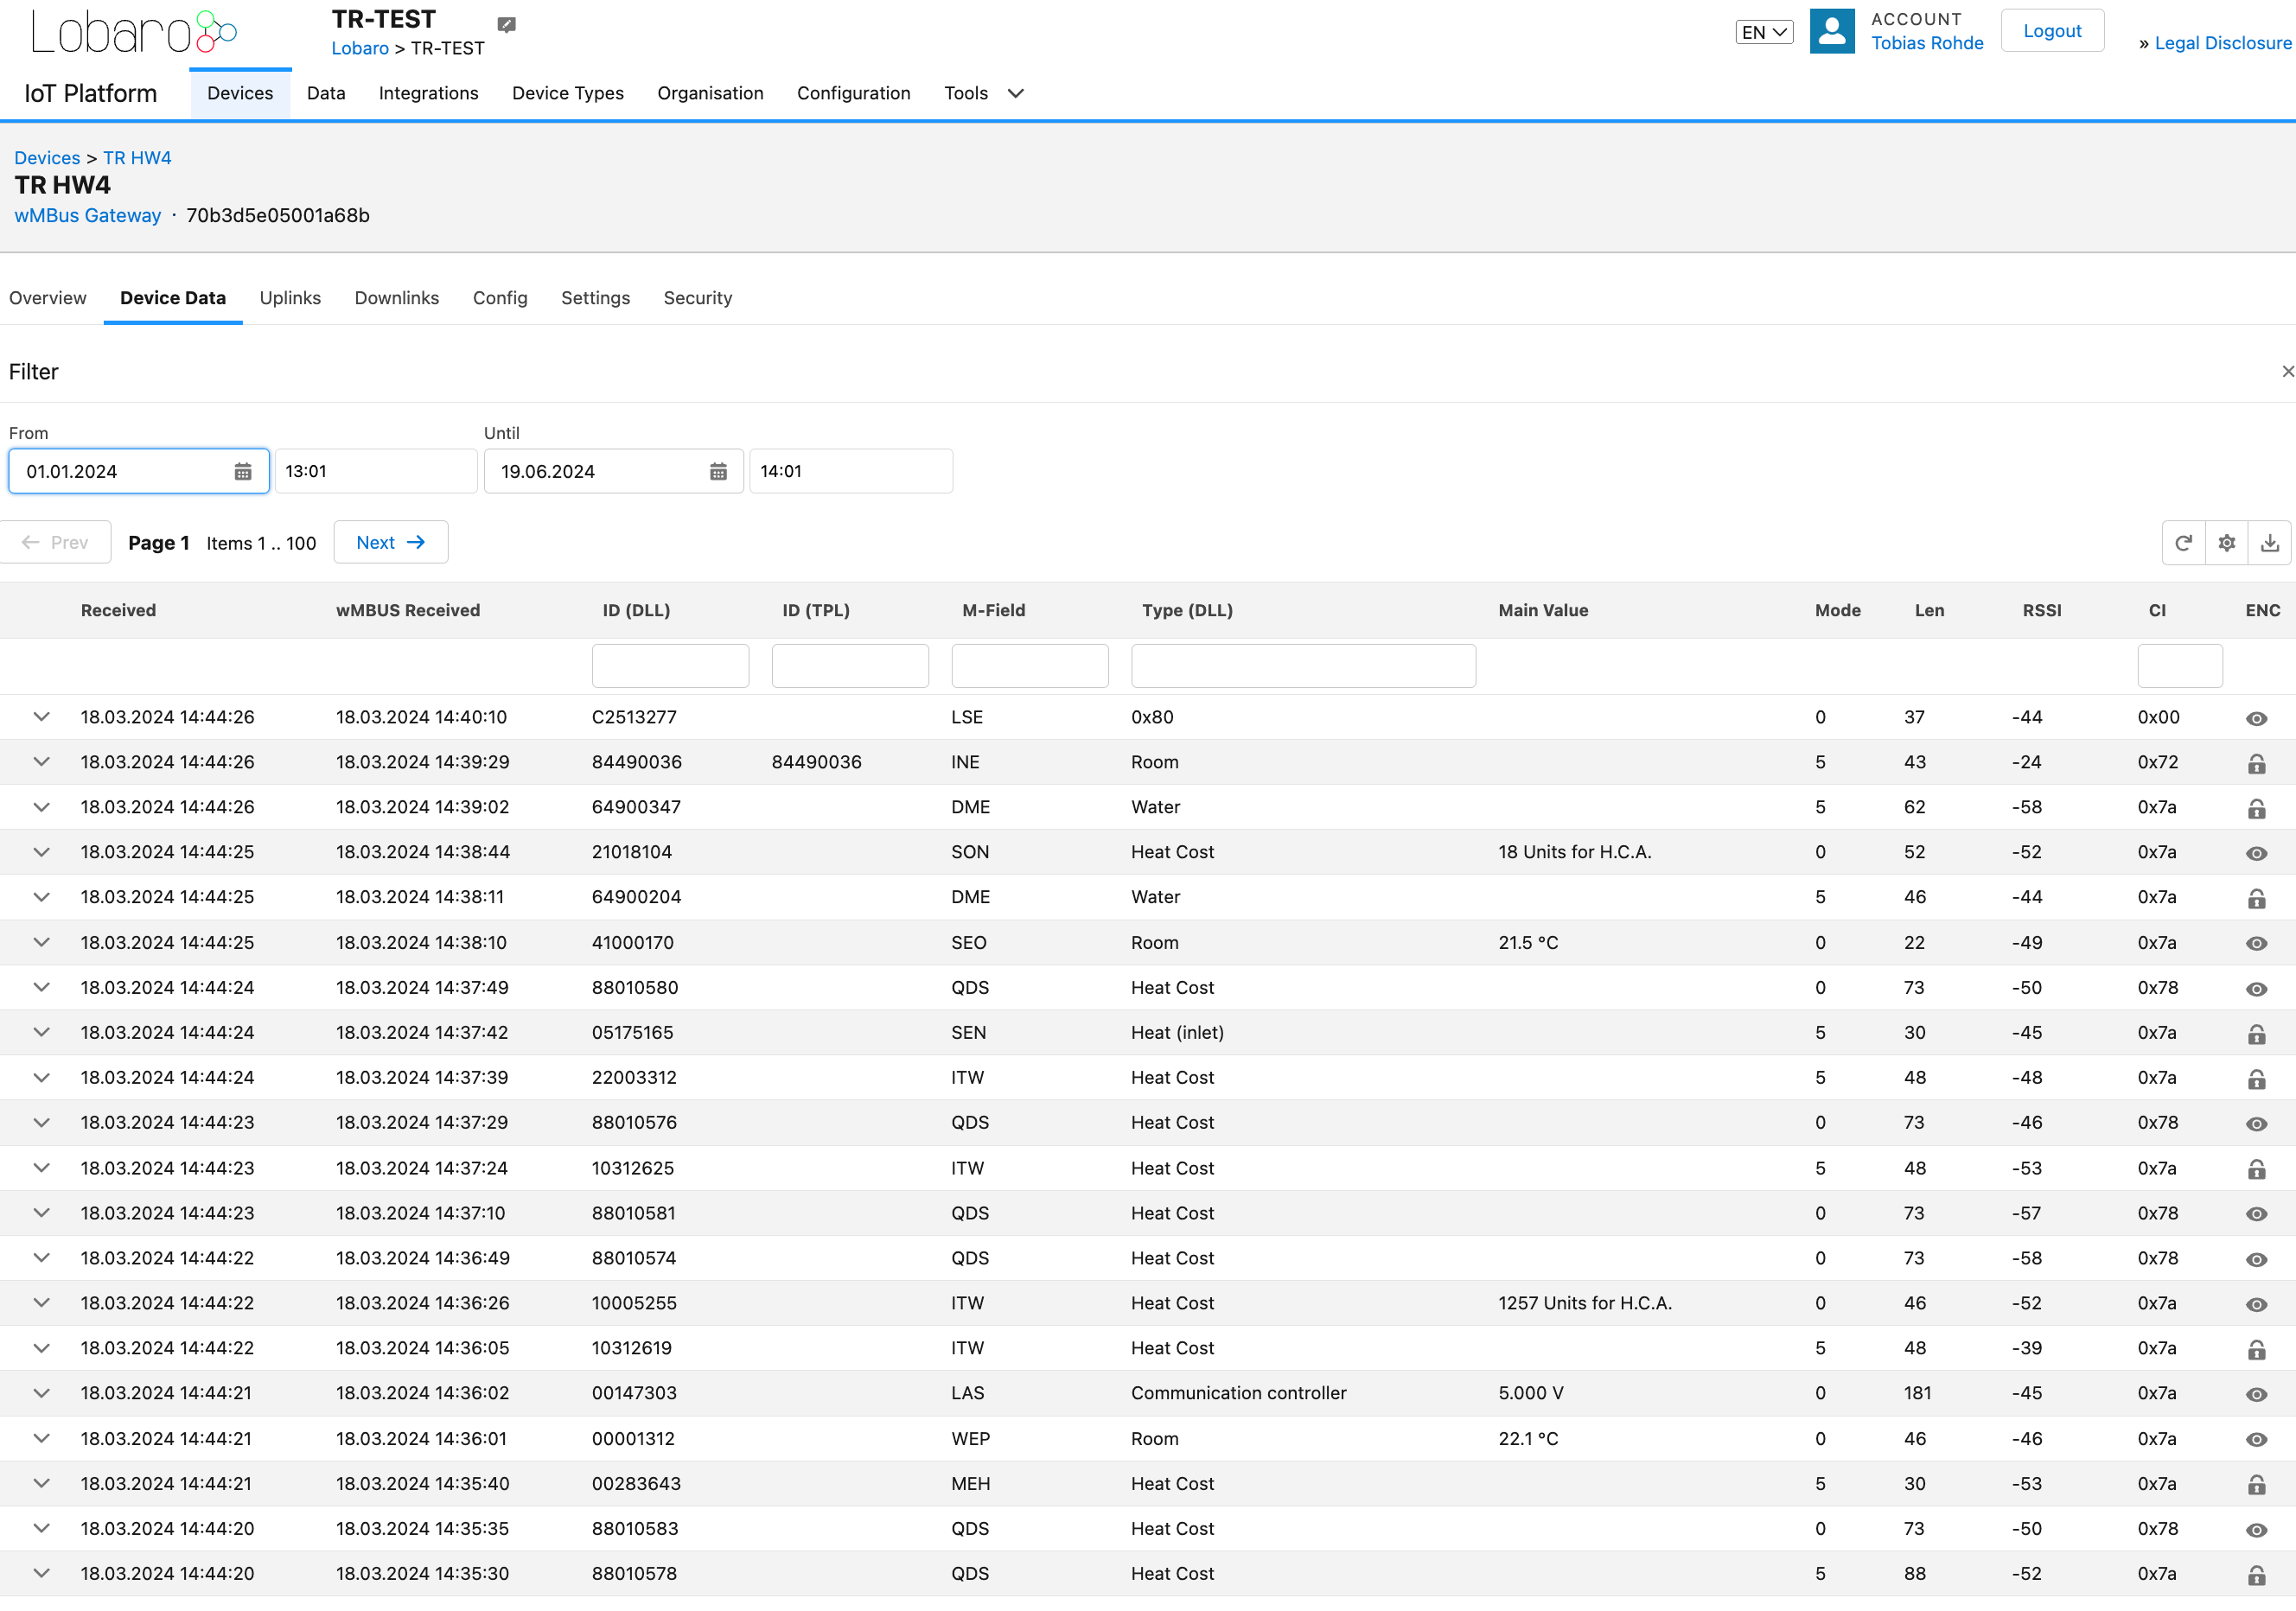 Lobaro
TR-TEST
Lobaro > TR-TEST
EN
ACCOUNT
Tobias Rohde
Logout
» Legal Disclosure
IoT Platform Devices Data Integrations Device Types Organisation Configuration Tools
Devices > TR HW4
TR HW4
wMBus Gateway · 70b3d5e05001a68b
Overview Device Data Uplinks Downlinks Config Settings Security
Filter
From Until
01.01.2024 13:01 19.06.2024 14:01
Prev Page 1 Items 1 .. 100 Next
Received wMBUS Received ID (DLL) ID (TPL) M-Field Type (DLL) Main Value Mode Len RSSI CI ENC
18.03.2024 14:44:26 18.03.2024 14:40:10 C2513277 LSE 0x80 0 37 -44 0x00
18.03.2024 14:44:26 18.03.2024 14:39:29 84490036 84490036 INE Room 5 43 -24 0x72
18.03.2024 14:44:26 18.03.2024 14:39:02 64900347 DME Water 5 62 -58 0x7a
18.03.2024 14:44:25 18.03.2024 14:38:44 21018104 SON Heat Cost 18 Units for H.C.A. 0 52 -52 0x7a
18.03.2024 14:44:25 18.03.2024 14:38:11 64900204 DME Water 5 46 -44 0x7a
18.03.2024 14:44:25 18.03.2024 14:38:10 41000170 SEO Room 21.5 °C 0 22 -49 0x7a
18.03.2024 14:44:24 18.03.2024 14:37:49 88010580 QDS Heat Cost 0 73 -50 0x78
18.03.2024 14:44:24 18.03.2024 14:37:42 05175165 SEN Heat (inlet) 5 30 -45 0x7a
18.03.2024 14:44:24 18.03.2024 14:37:39 22003312 ITW Heat Cost 5 48 -48 0x7a
18.03.2024 14:44:23 18.03.2024 14:37:29 88010576 QDS Heat Cost 0 73 -46 0x78
18.03.2024 14:44:23 18.03.2024 14:37:24 10312625 ITW Heat Cost 5 48 -53 0x7a
18.03.2024 14:44:23 18.03.2024 14:37:10 88010581 QDS Heat Cost 0 73 -57 0x78
18.03.2024 14:44:22 18.03.2024 14:36:49 88010574 QDS Heat Cost 0 73 -58 0x78
18.03.2024 14:44:22 18.03.2024 14:36:26 10005255 ITW Heat Cost 1257 Units for H.C.A. 0 46 -52 0x7a
18.03.2024 14:44:22 18.03.2024 14:36:05 10312619 ITW Heat Cost 5 48 -39 0x7a
18.03.2024 14:44:21 18.03.2024 14:36:02 00147303 LAS Communication controller 5.000 V 0 181 -45 0x7a
18.03.2024 14:44:21 18.03.2024 14:36:01 00001312 WEP Room 22.1 °C 0 46 -46 0x7a
18.03.2024 14:44:21 18.03.2024 14:35:40 00283643 MEH Heat Cost 5 30 -53 0x7a
18.03.2024 14:44:20 18.03.2024 14:35:35 88010583 QDS Heat Cost 0 73 -50 0x78
18.03.2024 14:44:20 18.03.2024 14:35:30 88010578 QDS Heat Cost 5 88 -52 0x7a